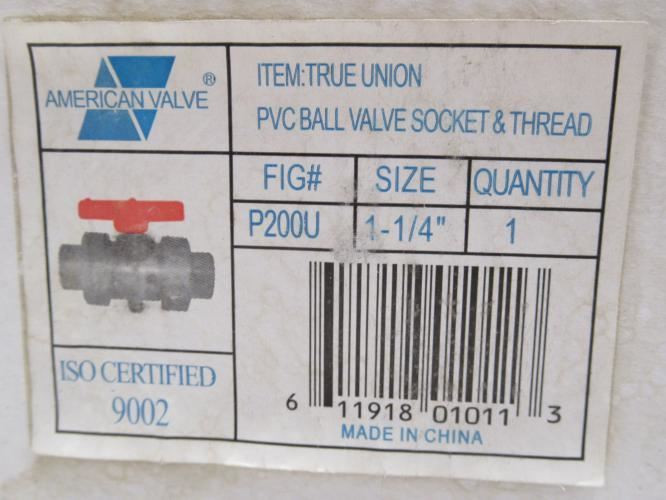 AMERICAN VALVE ®
ITEM:TRUE UNION
PVC BALL VALVE SOCKET & THREAD
FIG# SIZE QUANTITY
P200U 1-1/4" 1
ISO CERTIFIED
9002
6 11918 01011 3
MADE IN CHINA